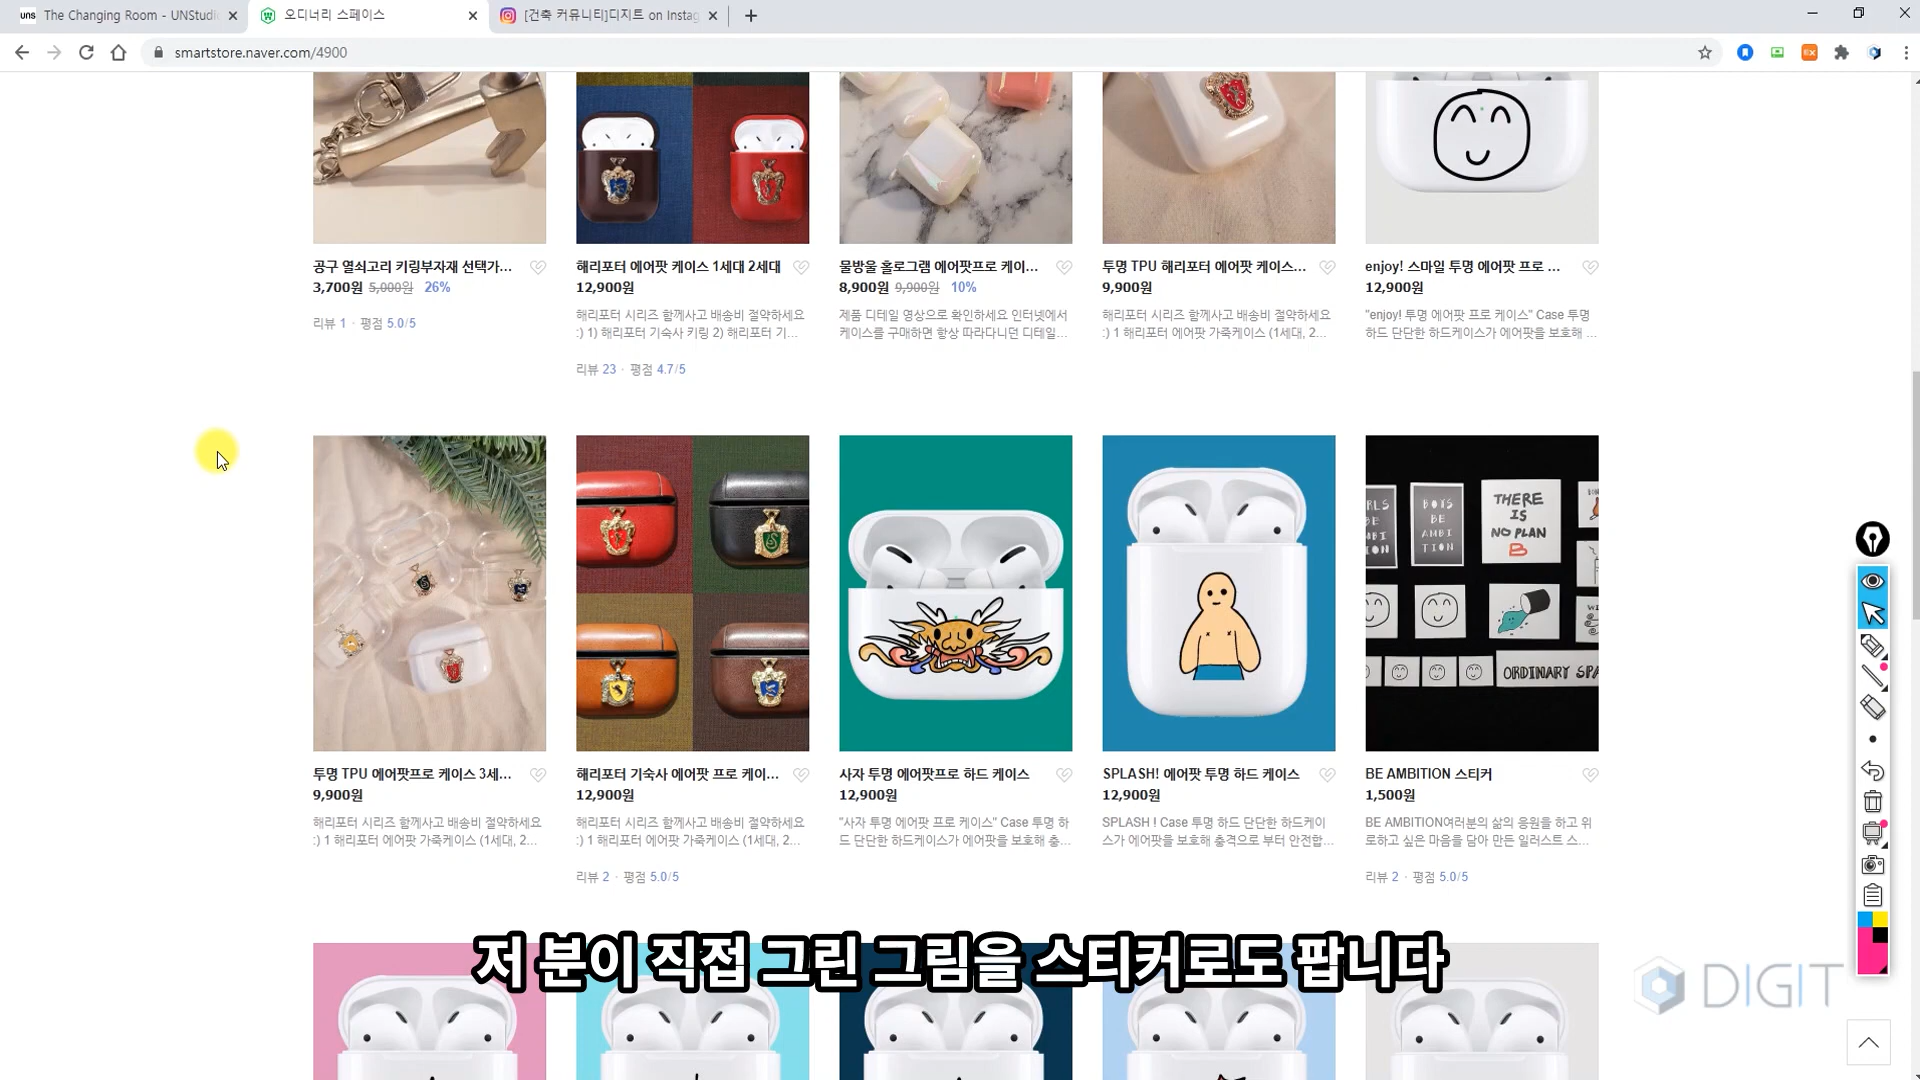 uns The Changing Room - UNStudio
오디너리 스페이스
[건축 커뮤니티]디지트 on Instag
smartstore.naver.com/4900
EX
공구 열쇠고리 키링부자재 선택가...
3,700원 5,000원 26%
리뷰 1 · 평점 5.0/5
해리포터 에어팟 케이스 1세대 2세대
12,900원
해리포터 시리즈 함께사고 배송비 절약하세요
:) 1) 해리포터 기숙사 키링 2) 해리포터 기...
리뷰 23 · 평점 4.7/5
물방울 홀로그램 에어팟프로 케이...
8,900원 9,900원 10%
제품 디테일 영상으로 확인하세요 인터넷에서
케이스를 구매하면 항상 따라다니던 디테일...
투명 TPU 해리포터 에어팟 케이스...
9,900원
해리포터 시리즈 함께사고 배송비 절약하세요
:) 1 해리포터 에어팟 가죽케이스 (1세대, 2...
enjoy! 스마일 투명 에어팟 프로 ...
12,900원
"enjoy! 투명 에어팟 프로 케이스" Case 투명
하드 단단한 하드케이스가 에어팟을 보호해 ...
BOYS
BE
AMBI
TION
THERE
IS
NO PLAN
B
ORDINARY SPA
투명 TPU 에어팟프로 케이스 3세...
9,900원
해리포터 시리즈 함께사고 배송비 절약하세요
:) 1 해리포터 에어팟 가죽케이스 (1세대, 2...
해리포터 기숙사 에어팟 프로 케이...
12,900원
해리포터 시리즈 함께사고 배송비 절약하세요
:) 1 해리포터 에어팟 가죽케이스 (1세대, 2...
리뷰 2 · 평점 5.0/5
사자 투명 에어팟프로 하드 케이스
12,900원
"사자 투명 에어팟 프로 케이스" Case 투명 하
드 단단한 하드케이스가 에어팟을 보호해 충...
SPLASH! 에어팟 투명 하드 케이스
12,900원
SPLASH ! Case 투명 하드 단단한 하드케이
스가 에어팟을 보호해 충격으로 부터 안전합...
BE AMBITION 스티커
1,500원
BE AMBITION여러분의 삶의 응원을 하고 위
로하고 싶은 마음을 담아 만든 일러스트 스...
리뷰 2 · 평점 5.0/5
저 분이 직접 그린 그림을 스티커로도 팝니다
DIGIT